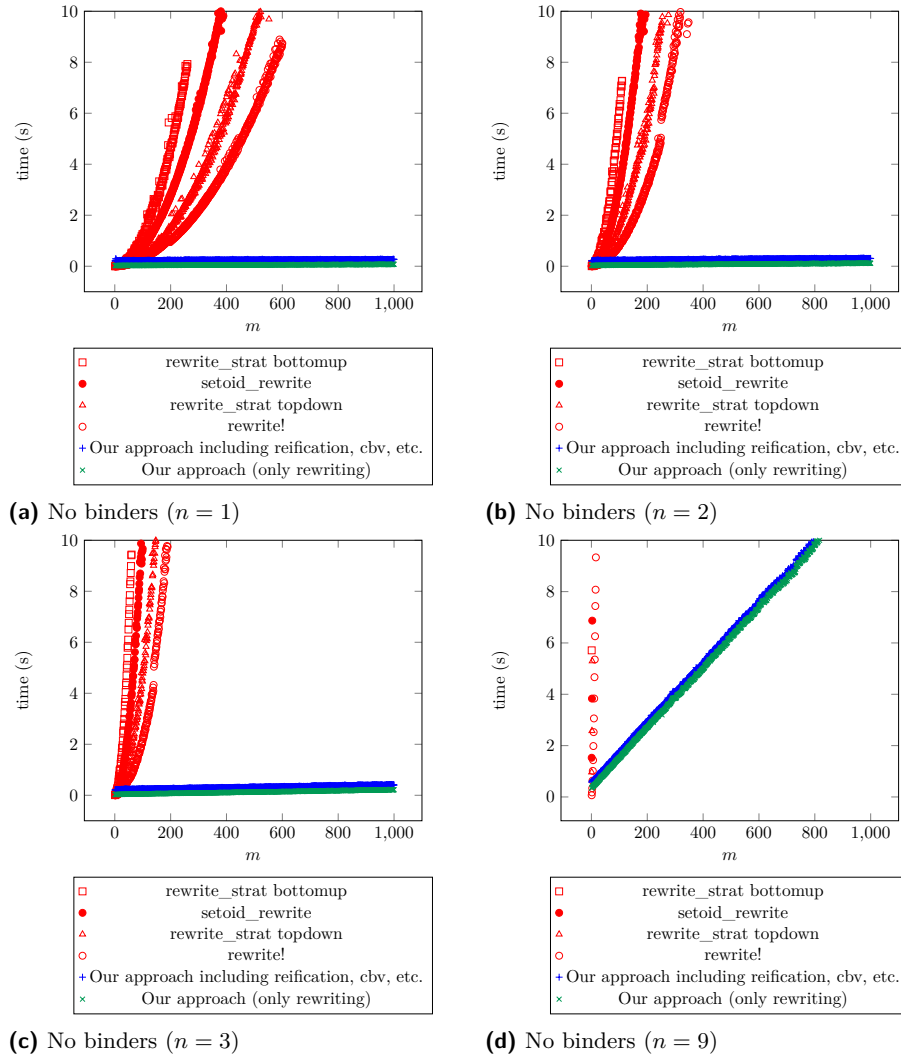 10
8
6
4
2
0
time (s)
0 200 400 600 800 1,000
m
rewrite_strat bottomup
setoid_rewrite
rewrite_strat topdown
rewrite!
Our approach including reification, cbv, etc.
Our approach (only rewriting)
(a) No binders (n = 1)
10
8
6
4
2
0
time (s)
0 200 400 600 800 1,000
m
rewrite_strat bottomup
setoid_rewrite
rewrite_strat topdown
rewrite!
Our approach including reification, cbv, etc.
Our approach (only rewriting)
(b) No binders (n = 2)
10
8
6
4
2
0
time (s)
0 200 400 600 800 1,000
m
rewrite_strat bottomup
setoid_rewrite
rewrite_strat topdown
rewrite!
Our approach including reification, cbv, etc.
Our approach (only rewriting)
(c) No binders (n = 3)
10
8
6
4
2
0
time (s)
0 200 400 600 800 1,000
m
rewrite_strat bottomup
setoid_rewrite
rewrite_strat topdown
rewrite!
Our approach including reification, cbv, etc.
Our approach (only rewriting)
(d) No binders (n = 9)